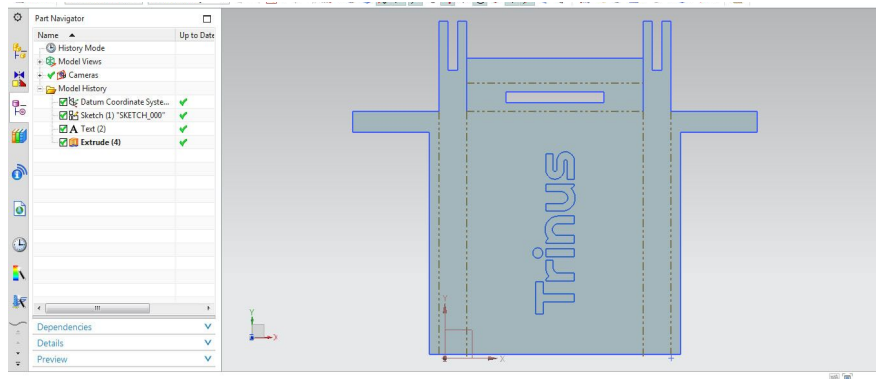 Part Navigator
Name Up to Date
History Mode
Model Views
Cameras
Model History
Datum Coordinate Syste...
Sketch (1) "SKETCH_000"
A Text (2)
Extrude (4)
Dependencies
Details
Preview
Trinus
Y
X
Y
X